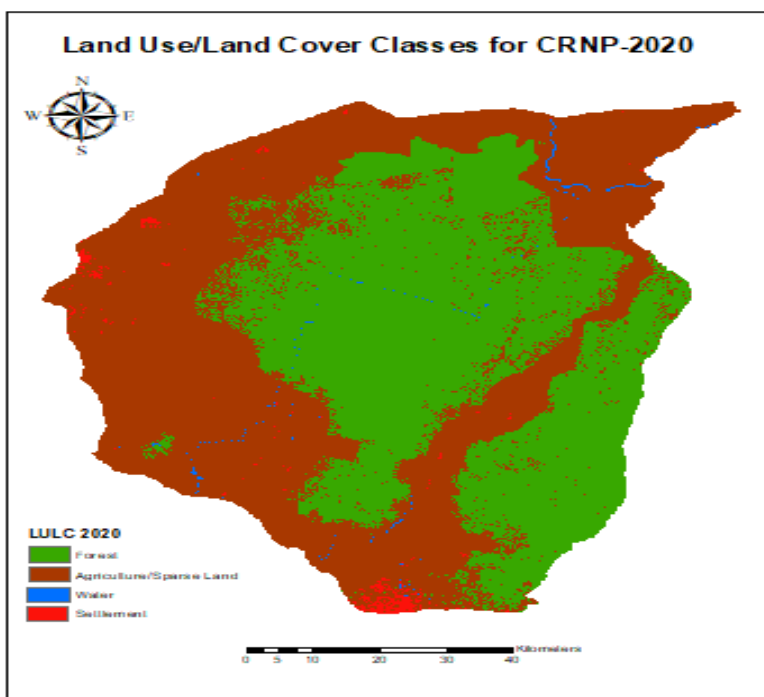 Land Use/Land Cover Classes for CRNP-2020
N
W E
S
LULC 2020
Forest
Agriculture/Sparse Land
Water
Settlement
Kilometers
0 5 10 20 30 40